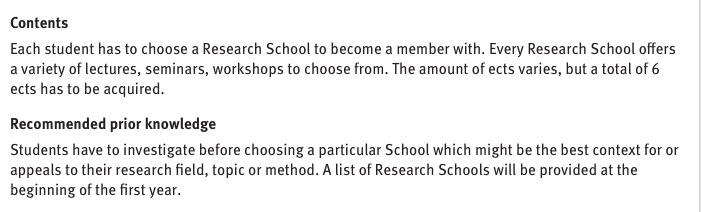 Contents
Each student has to choose a Research School to become a member with. Every Research School offers
a variety of lectures, seminars, workshops to choose from. The amount of ects varies, but a total of 6
ects has to be acquired.
Recommended prior knowledge
Students have to investigate before choosing a particular School which might be the best context for or
appeals to their research field, topic or method. A list of Research Schools will be provided at the
beginning of the first year.